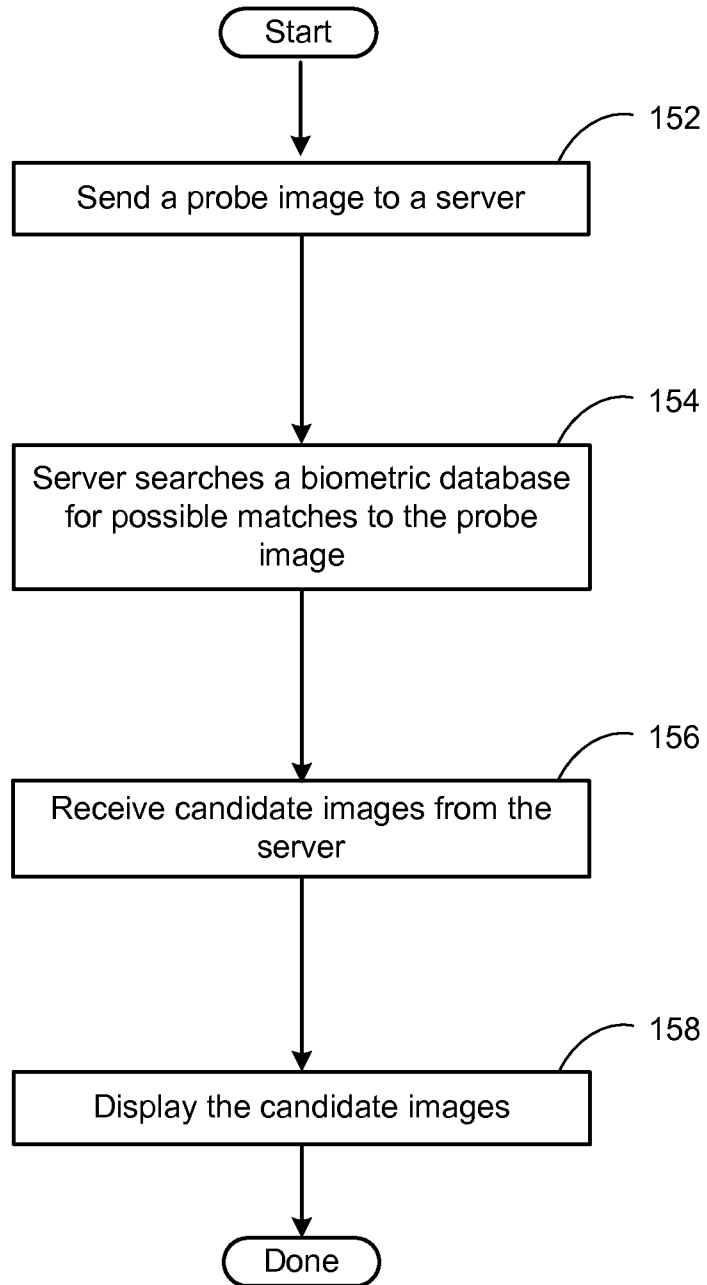 Start
152
Send a probe image to a server
154
Server searches a biometric database
for possible matches to the probe
image
156
Receive candidate images from the
server
158
Display the candidate images
Done